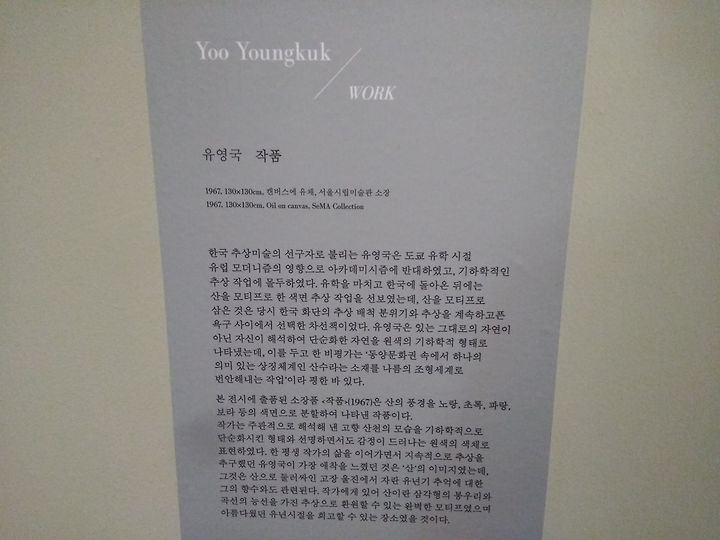 Yoo Youngkuk
WORK
유영국 작품
1967, 130×130cm, 캔버스에 유채, 서울시립미술관 소장
1967, 130×130cm, Oil on canvas, SeMA Collection
한국 추상미술의 선구자로 불리는 유영국은 도쿄 유학 시절
유럽 모더니즘의 영향으로 아카데미시즘에 반대하였고, 기하학적인
추상 작업에 몰두하였다. 유학을 마치고 한국에 돌아온 뒤에는
산을 모티프로 한 색면 추상 작업을 선보였는데, 산을 모티프로
삼은 것은 당시 한국 화단의 추상 배척 분위기와 추상을 계속하고픈
욕구 사이에서 선택한 차선책이었다. 유영국은 있는 그대로의 자연이
아닌 자신이 해석하여 단순화한 자연을 원색의 기하학적 형태로
나타냈는데, 이를 두고 한 비평가는 '동양문화권 속에서 하나의
의미 있는 상징체계인 산수라는 소재를 나름의 조형세계로
번안해내는 작업'이라 평한 바 있다.
본 전시에 출품된 소장품 <작품>(1967)은 산의 풍경을 노랑, 초록, 파랑,
보라 등의 색면으로 분할하여 나타낸 작품이다.
작가는 주관적으로 해석해 낸 고향 산천의 모습을 기하학적으로
단순화시킨 형태와 선명하면서도 감정이 드러나는 원색의 색채로
표현하였다. 한 평생 작가의 삶을 이어가면서 지속적으로 추상을
추구했던 유영국이 가장 애착을 느꼈던 것은 '산'의 이미지였는데,
그것은 산으로 둘러싸인 고장 울진에서 자란 유년기 추억에 대한
그의 향수와도 관련된다. 작가에게 있어 산이란 삼각형의 봉우리와
곡선의 능선을 가진 추상으로 환원할 수 있는 완벽한 모티프였으며
아름다웠던 유년시절을 회고할 수 있는 장소였을 것이다.